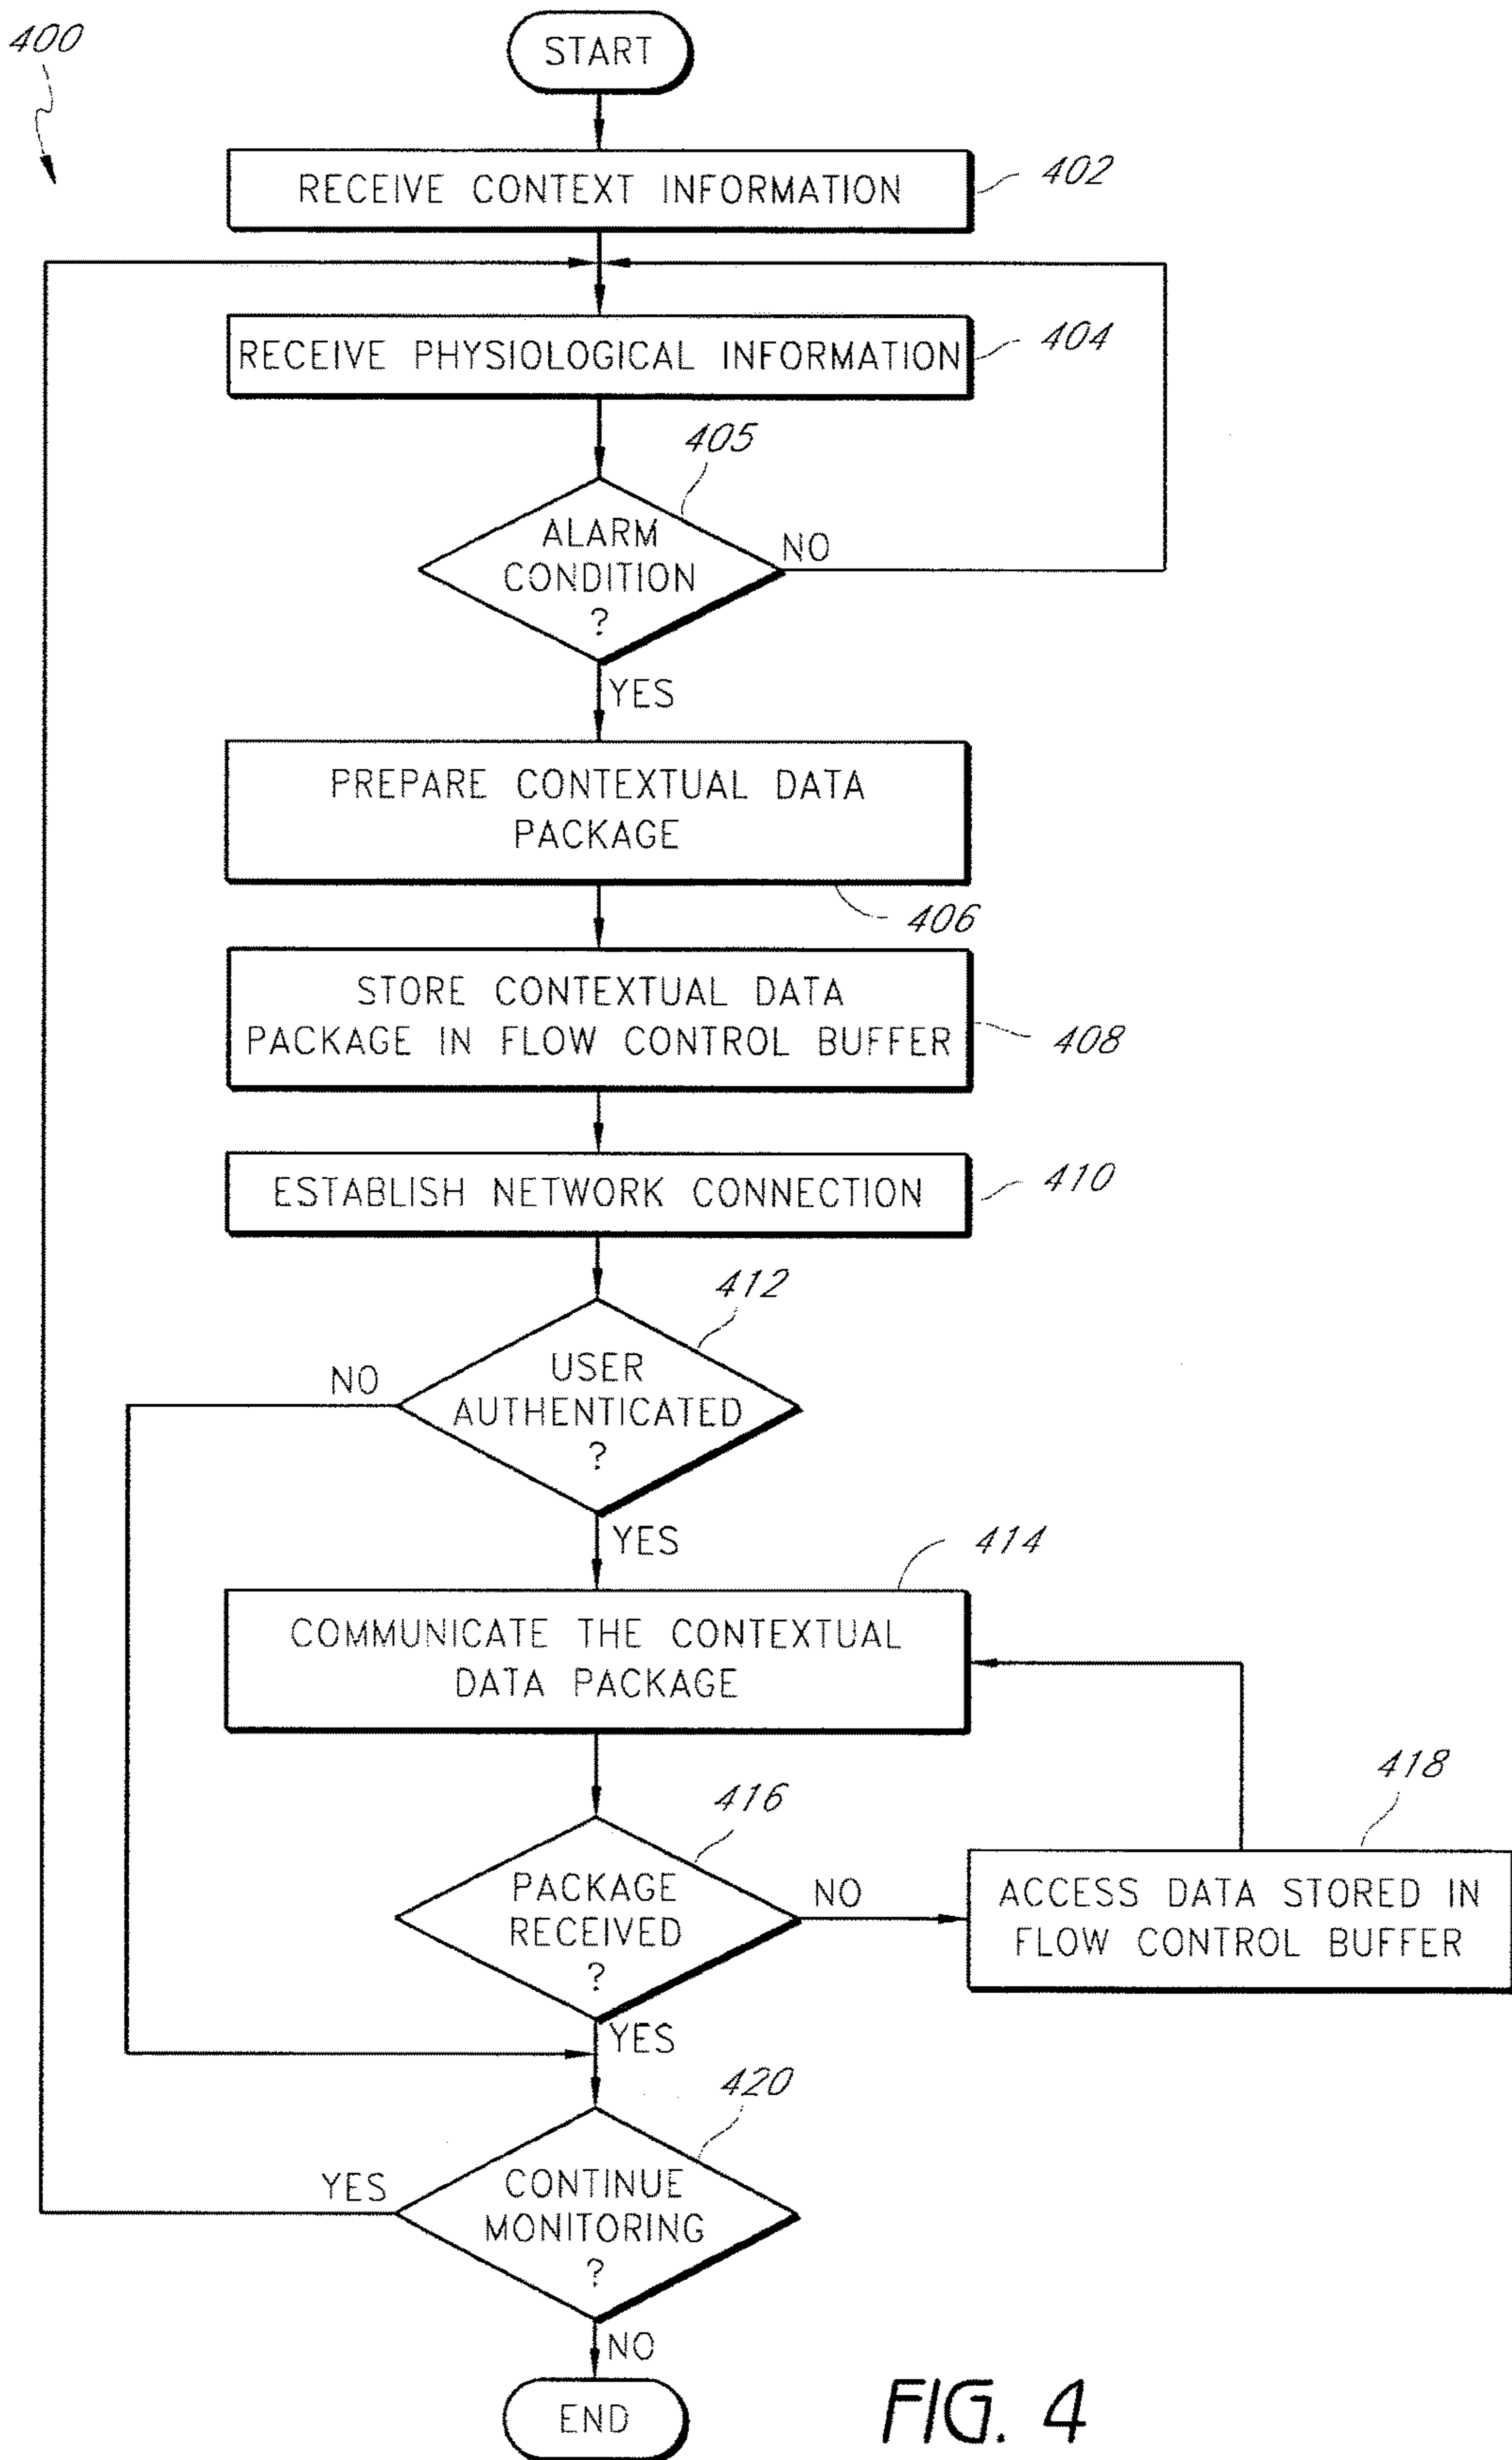 400
START
RECEIVE CONTEXT INFORMATION
402
RECEIVE PHYSIOLOGICAL INFORMATION
404
405
ALARM
CONDITION
?
NO
YES
PREPARE CONTEXTUAL DATA
PACKAGE
406
STORE CONTEXTUAL DATA
PACKAGE IN FLOW CONTROL BUFFER
408
ESTABLISH NETWORK CONNECTION
410
412
USER
AUTHENTICATED
?
NO
YES
414
COMMUNICATE THE CONTEXTUAL
DATA PACKAGE
416
PACKAGE
RECEIVED
?
NO
418
ACCESS DATA STORED IN
FLOW CONTROL BUFFER
YES
420
CONTINUE
MONITORING
?
YES
NO
END
FIG. 4